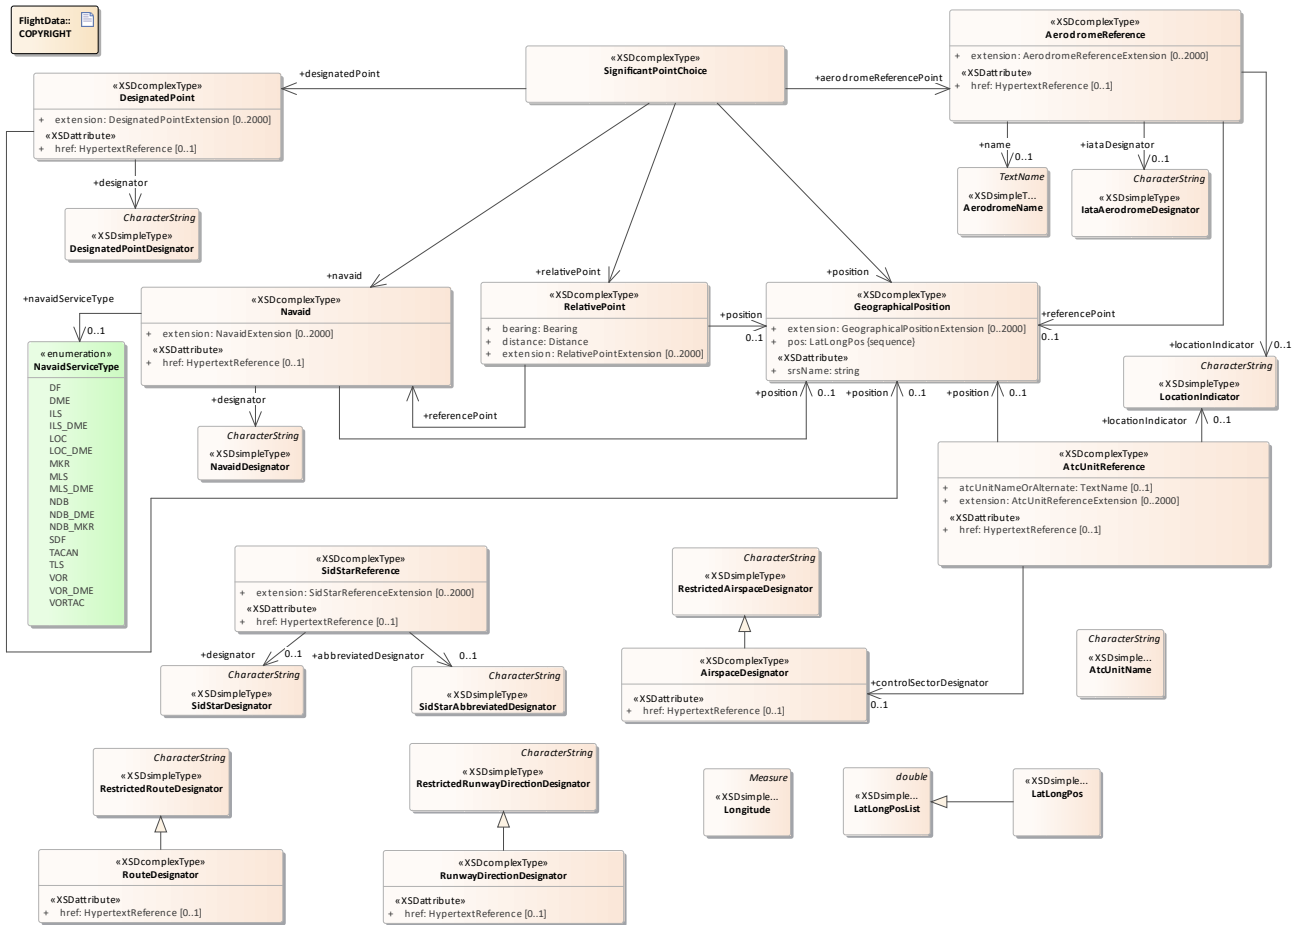 FlightData::
COPYRIGHT
«XSDcomplexType»
SignificantPointChoice
+designatedPoint
+aerodromeReferencePoint
«XSDcomplexType»
AerodromeReference
+ extension: AerodromeReferenceExtension [0..2000]
«XSDattribute»
+ href: HypertextReference [0..1]
«XSDcomplexType»
DesignatedPoint
+ extension: DesignatedPointExtension [0..2000]
«XSDattribute»
+ href: HypertextReference [0..1]
+designator
CharacterString
«XSDsimpleType»
DesignatedPointDesignator
+name
0..1
+iataDesignator
0..1
TextName
«XSDsimpleT...
AerodromeName
CharacterString
«XSDsimpleType»
IataAerodromeDesignator
+navaid
+relativePoint
+position
+navaidServiceType
0..1
«XSDcomplexType»
Navaid
+ extension: NavaidExtension [0..2000]
«XSDattribute»
+ href: HypertextReference [0..1]
«XSDcomplexType»
RelativePoint
+ bearing: Bearing
+ distance: Distance
+ extension: RelativePointExtension [0..2000]
+position
0..1
«XSDcomplexType»
GeographicalPosition
+ extension: GeographicalPositionExtension [0..2000]
+ pos: LatLongPos {sequence}
«XSDattribute»
+ srsName: string
+referencePoint
0..1
+locationIndicator
0..1
CharacterString
«XSDsimpleType»
LocationIndicator
+locationIndicator
0..1
«enumeration»
NavaidServiceType
DF
DME
ILS
ILS_DME
LOC
LOC_DME
MKR
MLS
MLS_DME
NDB
NDB_DME
NDB_MKR
SDF
TACAN
TLS
VOR
VOR_DME
VORTAC
+designator
CharacterString
«XSDsimpleType»
NavaidDesignator
+referencePoint
+position
0..1
+position
0..1
+position
0..1
«XSDcomplexType»
AtcUnitReference
+ atcUnitNameOrAlternate: TextName [0..1]
+ extension: AtcUnitReferenceExtension [0..2000]
«XSDattribute»
+ href: HypertextReference [0..1]
«XSDcomplexType»
SidStarReference
+ extension: SidStarReferenceExtension [0..2000]
«XSDattribute»
+ href: HypertextReference [0..1]
+designator
0..1
+abbreviatedDesignator
0..1
CharacterString
«XSDsimpleType»
SidStarDesignator
CharacterString
«XSDsimpleType»
SidStarAbbreviatedDesignator
CharacterString
«XSDsimpleType»
RestrictedAirspaceDesignator
«XSDcomplexType»
AirspaceDesignator
«XSDattribute»
+ href: HypertextReference [0..1]
+controlSectorDesignator
0..1
CharacterString
«XSDsimple...
AtcUnitName
CharacterString
«XSDsimpleType»
RestrictedRouteDesignator
«XSDcomplexType»
RouteDesignator
«XSDattribute»
+ href: HypertextReference [0..1]
CharacterString
«XSDsimpleType»
RestrictedRunwayDirectionDesignator
«XSDcomplexType»
RunwayDirectionDesignator
«XSDattribute»
+ href: HypertextReference [0..1]
Measure
«XSDsimple...
Longitude
double
«XSDsimple...
LatLongPosList
«XSDsimple...
LatLongPos